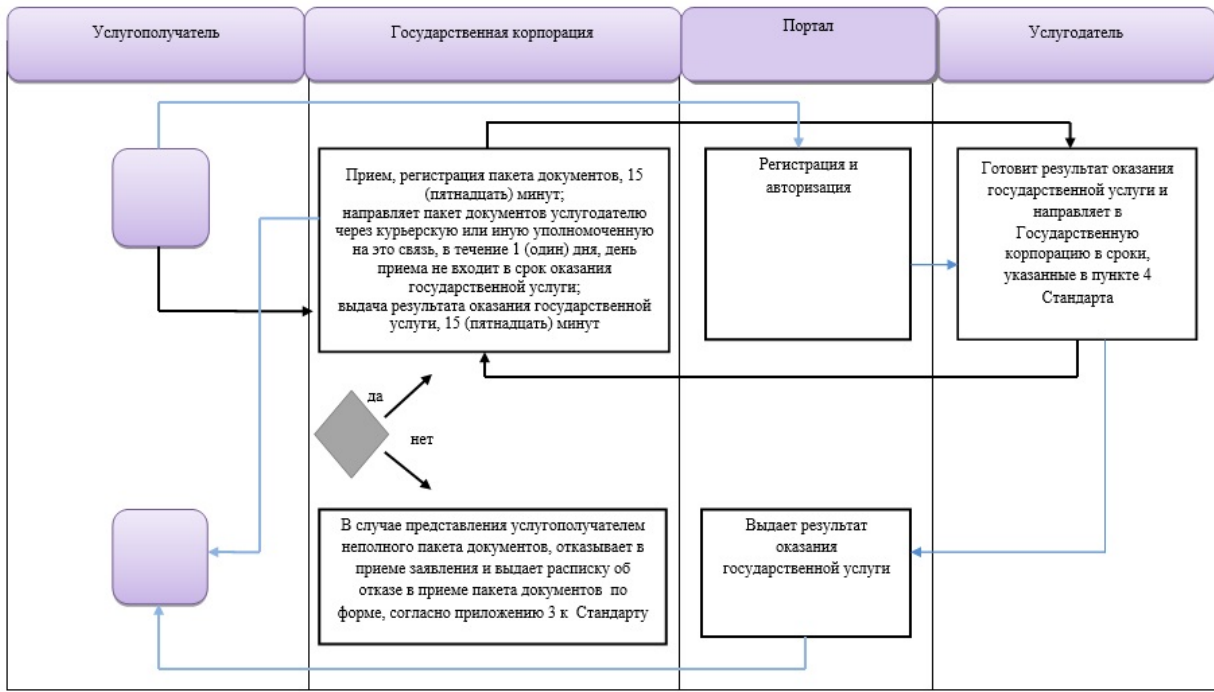 Услугополучатель
Государственная корпорация
Портал
Услугодатель
Прием, регистрация пакета документов, 15
(пятнадцать) минут;
направляет пакет документов услугодателю
через курьерскую или иную уполномоченную
на это связь, в течение 1 (один) дня, день
приема не входит в срок оказания
государственной услуги;
выдача результата оказания государственной
услуги, 15 (пятнадцать) минут
Регистрация и
авторизация
Готовит результат оказания
государственной услуги и
направляет в
Государственную
корпорацию в сроки,
указанные в пункте 4
Стандарта
да
нет
В случае представления услугополучателем
неполного пакета документов, отказывает в
приеме заявления и выдает расписку об
отказе в приеме пакета документов по
форме, согласно приложению 3 к Стандарту
Выдает результат
оказания
государственной услуги